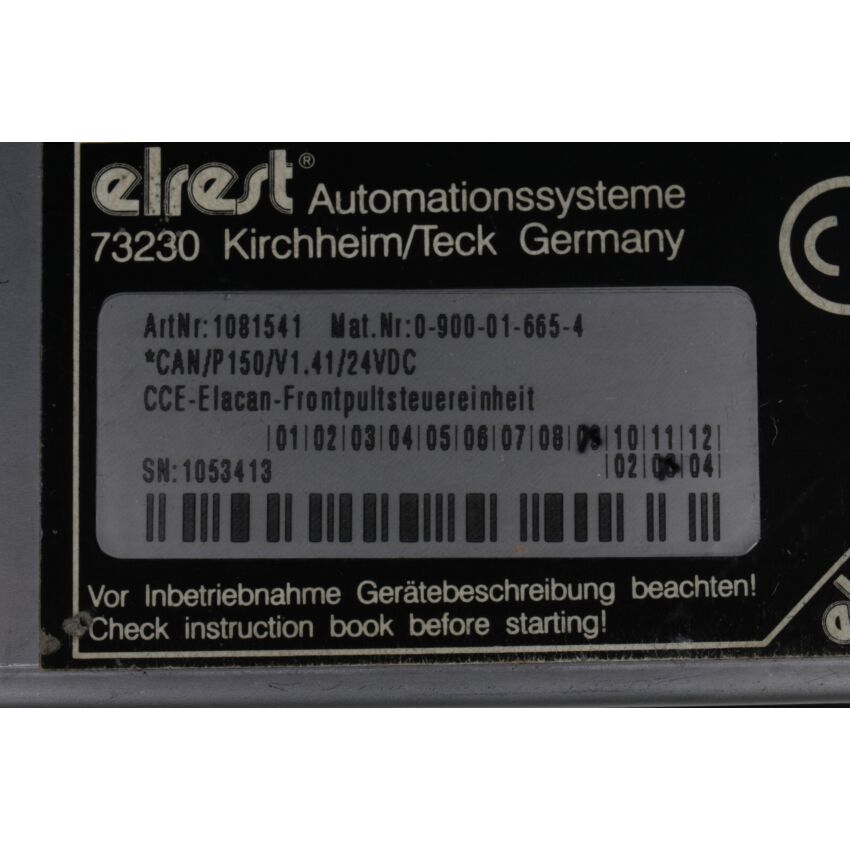 elrest® Automationssysteme
73230 Kirchheim/Teck Germany
ArtNr:1081541 Mat.Nr:0-900-01-665-4
*CAN/P150/V1.41/24VDC
CCE-Elacan-Frontpultsteuereinheit
|01|02|03|04|05|06|07|08|09|10|11|12|
SN:1053413 |02|03|04|
Vor Inbetriebnahme Gerätebeschreibung beachten!
Check instruction book before starting!